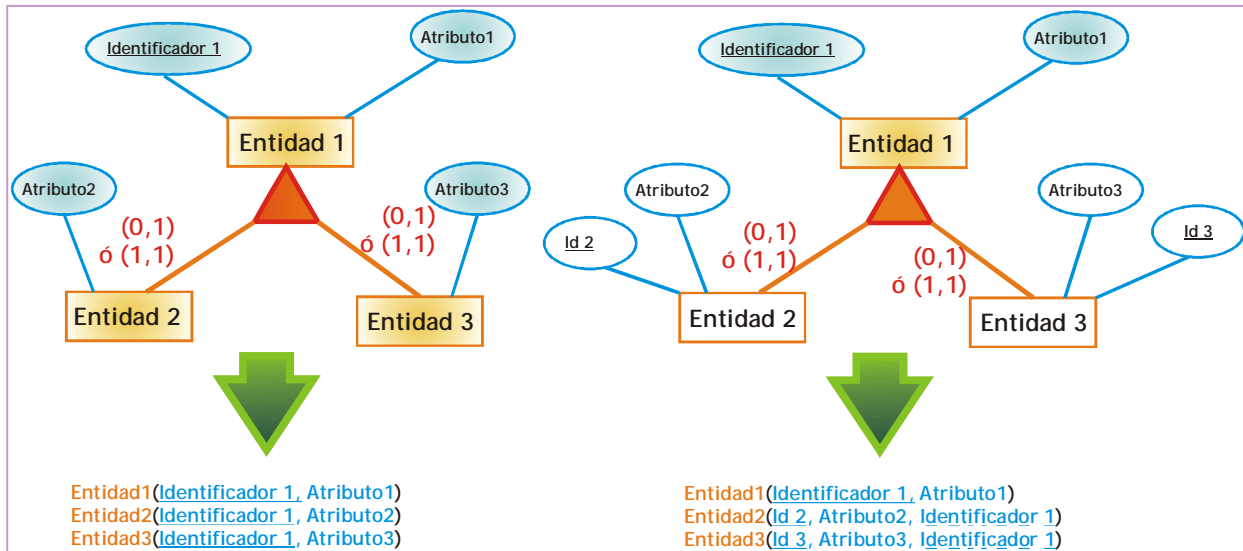 Identificador 1
Atributo1
Entidad 1
Atributo2
Atributo3
(0,1)
ó (1,1)
(0,1)
ó (1,1)
Entidad 2
Entidad 3
Entidad1(Identificador 1, Atributo1)
Entidad2(Identificador 1, Atributo2)
Entidad3(Identificador 1, Atributo3)
Identificador 1
Atributo1
Entidad 1
Atributo2
Atributo3
Id 2
Id 3
(0,1)
ó (1,1)
(0,1)
ó (1,1)
Entidad 2
Entidad 3
Entidad1(Identificador 1, Atributo1)
Entidad2(Id 2, Atributo2, Identificador 1)
Entidad3(Id 3, Atributo3, Identificador 1)